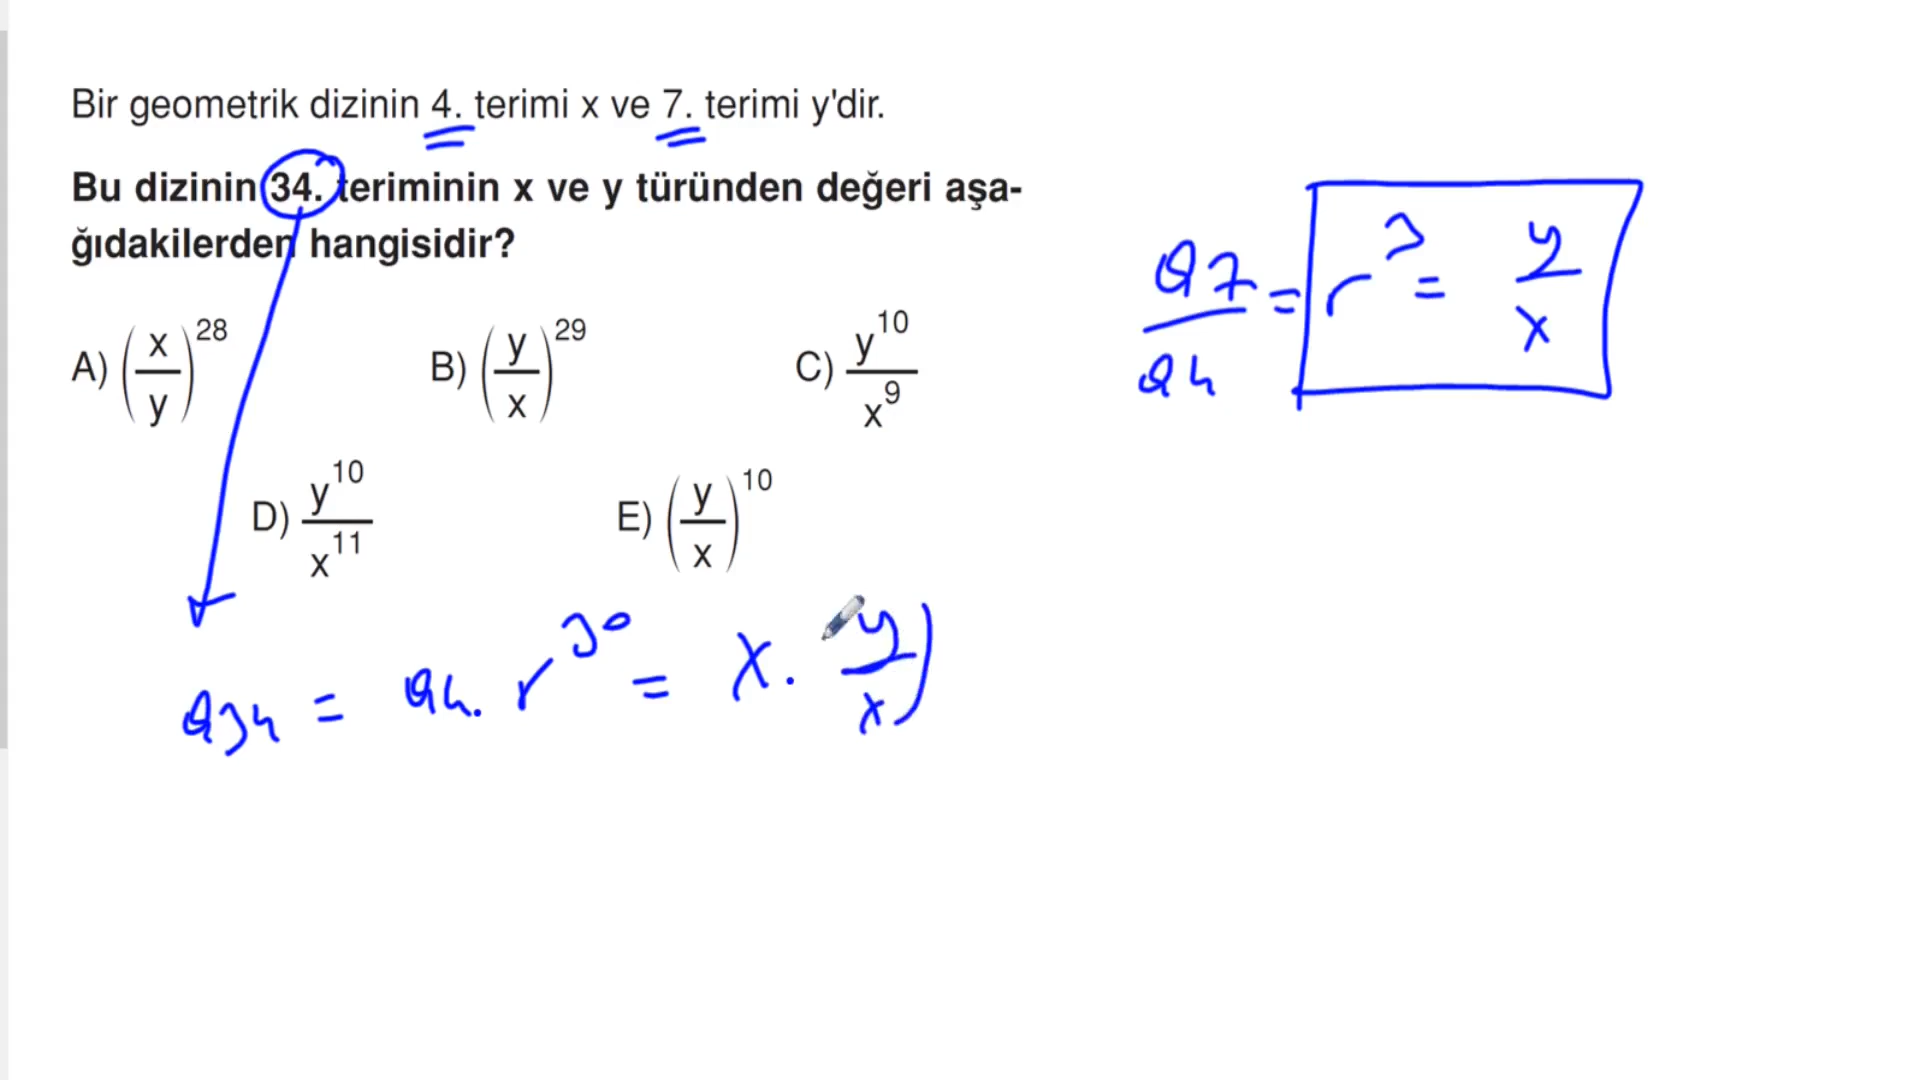 Bir geometrik dizinin 4. terimi x ve 7. terimi y'dir.
Bu dizinin 34. teriminin x ve y türünden değeri aşa-
ğıdakilerden hangisidir?
A) (x/y)^28 B) (y/x)^29 C) y^10/x^9
D) y^10/x^11 E) (y/x)^10
a7/a4 = r^3 = y/x
a34 = a4. r^30 = x. y/x)